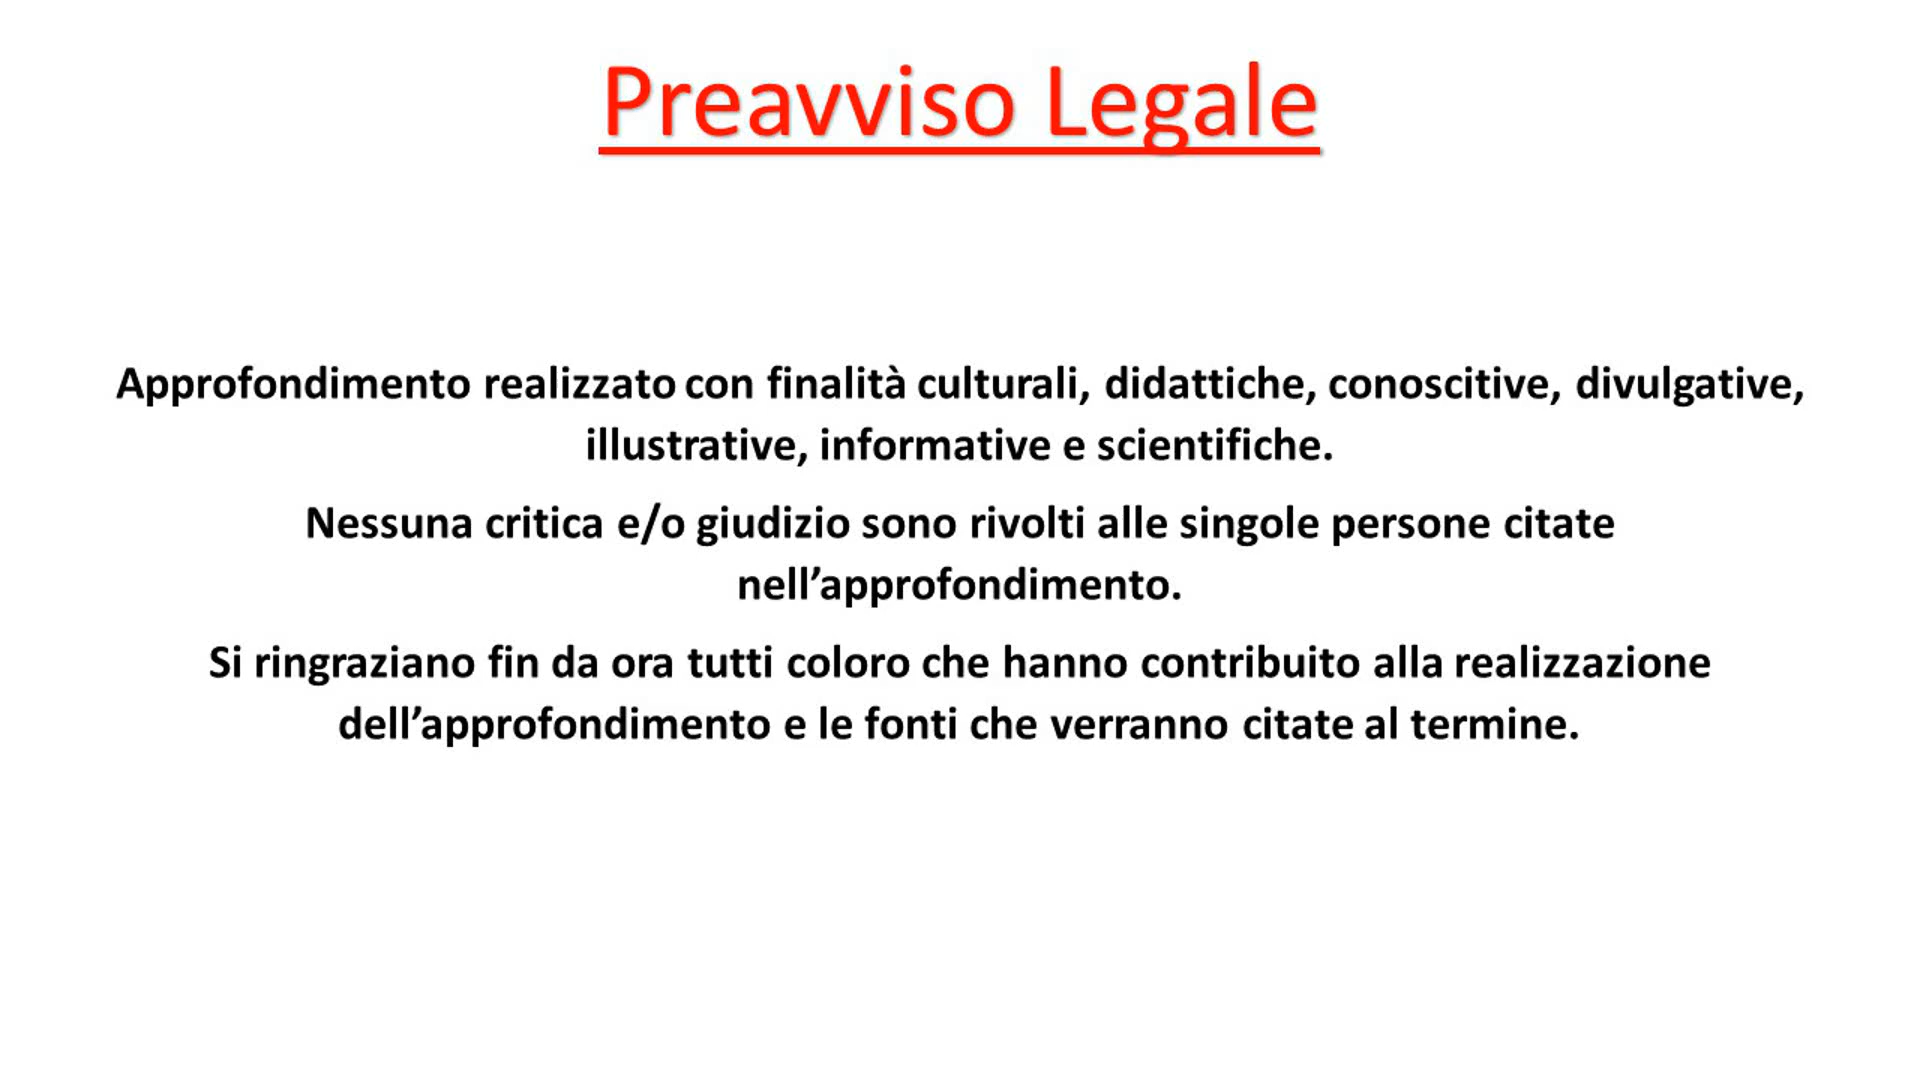 Preavviso Legale
Approfondimento realizzato con finalità culturali, didattiche, conoscitive, divulgative,
illustrative, informative e scientifiche.
Nessuna critica e/o giudizio sono rivolti alle singole persone citate
nell’approfondimento.
Si ringraziano fin da ora tutti coloro che hanno contribuito alla realizzazione
dell’approfondimento e le fonti che verranno citate al termine.